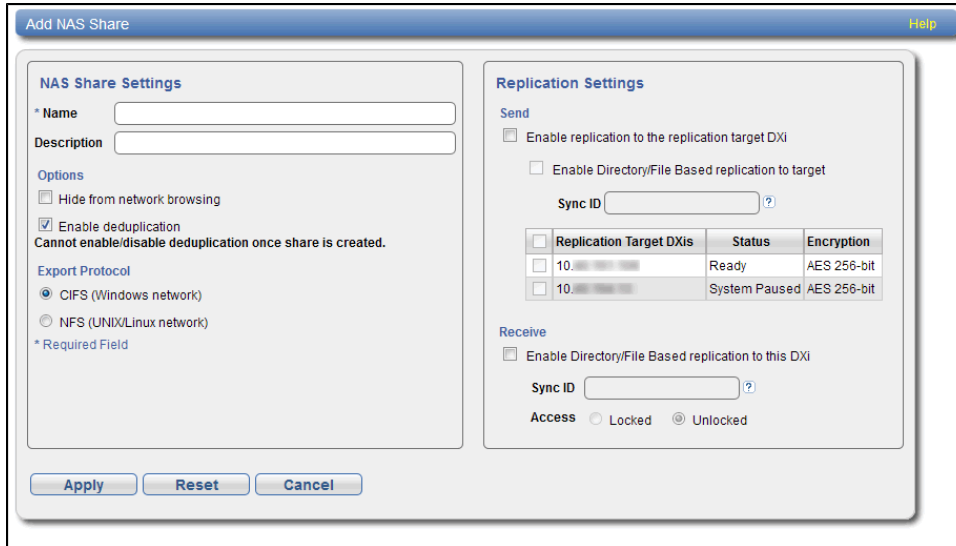 Add NAS Share
Help
NAS Share Settings
* Name
Description
Options
Hide from network browsing
Enable deduplication
Cannot enable/disable deduplication once share is created.
Export Protocol
CIFS (Windows network)
NFS (UNIX/Linux network)
* Required Field
Replication Settings
Send
Enable replication to the replication target DXi
Enable Directory/File Based replication to target
Sync ID ?
Replication Target DXis Status Encryption
10. Ready AES 256-bit
10. System Paused AES 256-bit
Receive
Enable Directory/File Based replication to this DXi
Sync ID ?
Access Locked Unlocked
Apply Reset Cancel